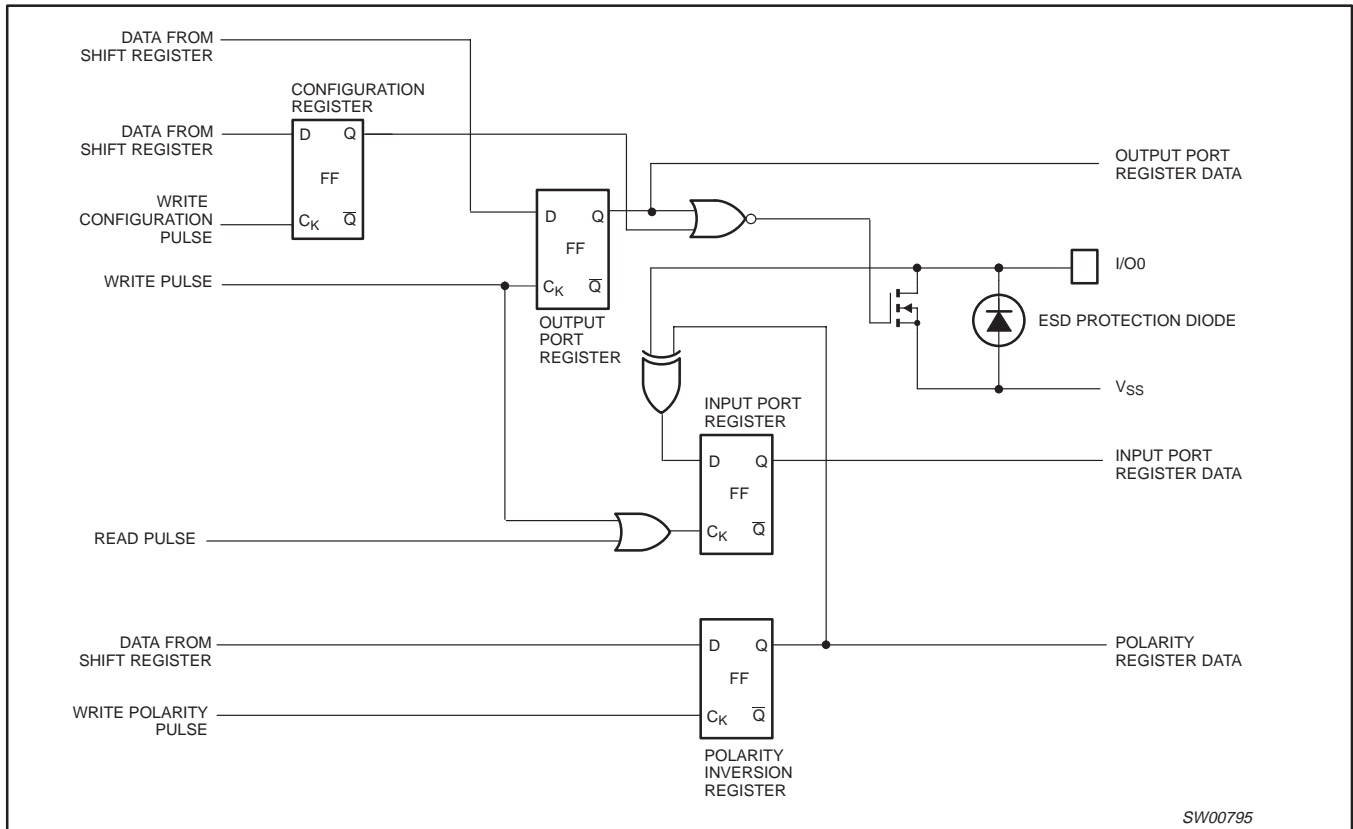 DATA FROM
SHIFT REGISTER
CONFIGURATION
REGISTER
DATA FROM
SHIFT REGISTER
D Q
FF
CK Q̅
WRITE
CONFIGURATION
PULSE
OUTPUT PORT
REGISTER DATA
D Q
FF
CK Q̅
OUTPUT
PORT
REGISTER
WRITE PULSE
I/O0
ESD PROTECTION DIODE
VSS
INPUT PORT
REGISTER
D Q
FF
CK Q̅
INPUT PORT
REGISTER DATA
READ PULSE
DATA FROM
SHIFT REGISTER
D Q
FF
CK Q̅
POLARITY
REGISTER DATA
WRITE POLARITY
PULSE
POLARITY
INVERSION
REGISTER
SW00795